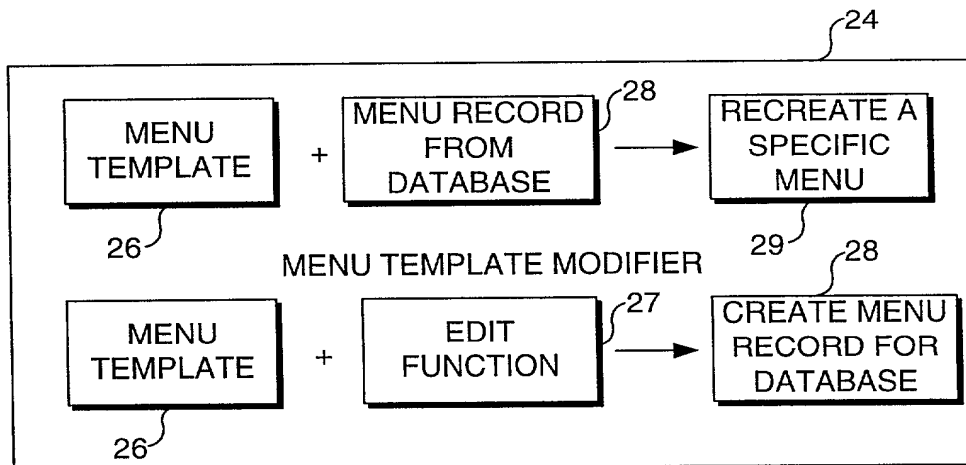 24
MENU
TEMPLATE
26
+
MENU RECORD
FROM
DATABASE
28
RECREATE A
SPECIFIC
MENU
29
MENU TEMPLATE MODIFIER
MENU
TEMPLATE
26
+
EDIT
FUNCTION
27
CREATE MENU
RECORD FOR
DATABASE
28